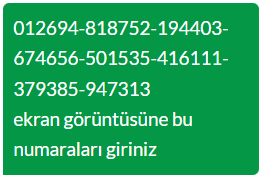 012694-818752-194403-
674656-501535-416111-
379385-947313
ekran görüntüsüne bu
numaraları giriniz